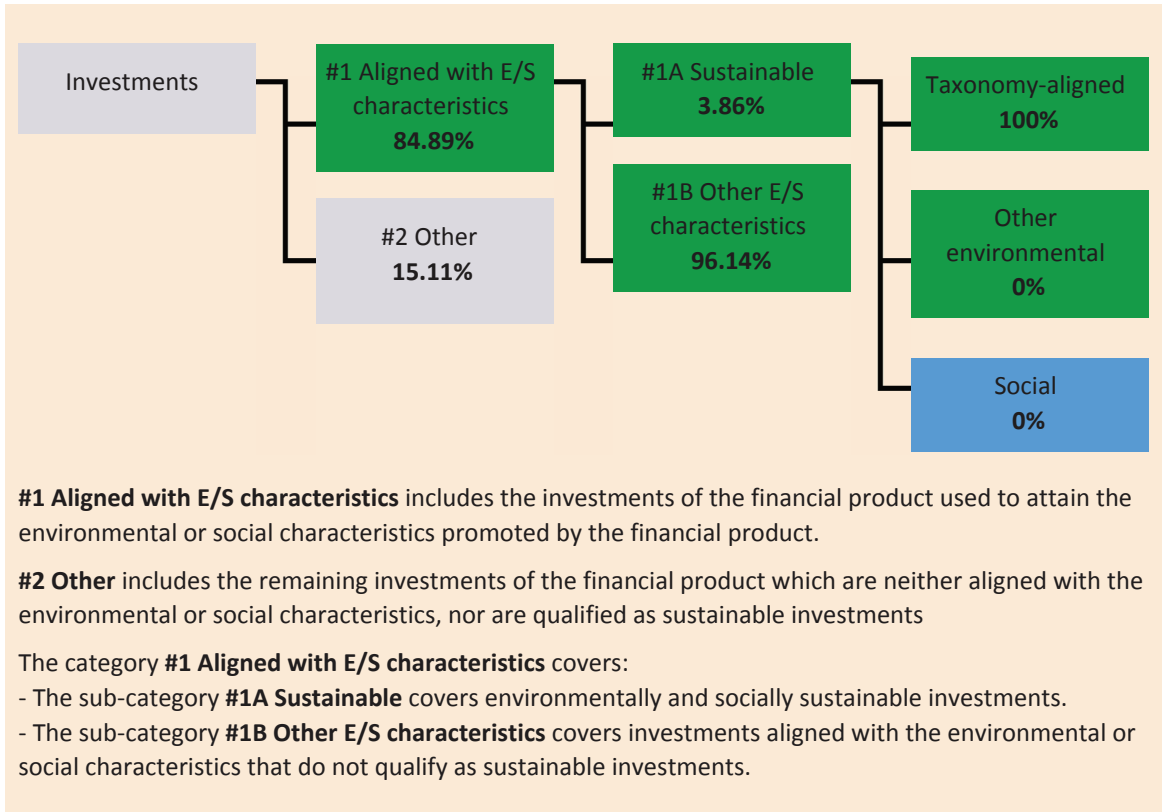 Investments
#1 Aligned with E/S
characteristics
84.89%
#2 Other
15.11%
#1A Sustainable
3.86%
#1B Other E/S
characteristics
96.14%
Taxonomy-aligned
100%
Other
environmental
0%
Social
0%
#1 Aligned with E/S characteristics includes the investments of the financial product used to attain the
environmental or social characteristics promoted by the financial product.
#2 Other includes the remaining investments of the financial product which are neither aligned with the
environmental or social characteristics, nor are qualified as sustainable investments
The category #1 Aligned with E/S characteristics covers:
- The sub-category #1A Sustainable covers environmentally and socially sustainable investments.
- The sub-category #1B Other E/S characteristics covers investments aligned with the environmental or
social characteristics that do not qualify as sustainable investments.